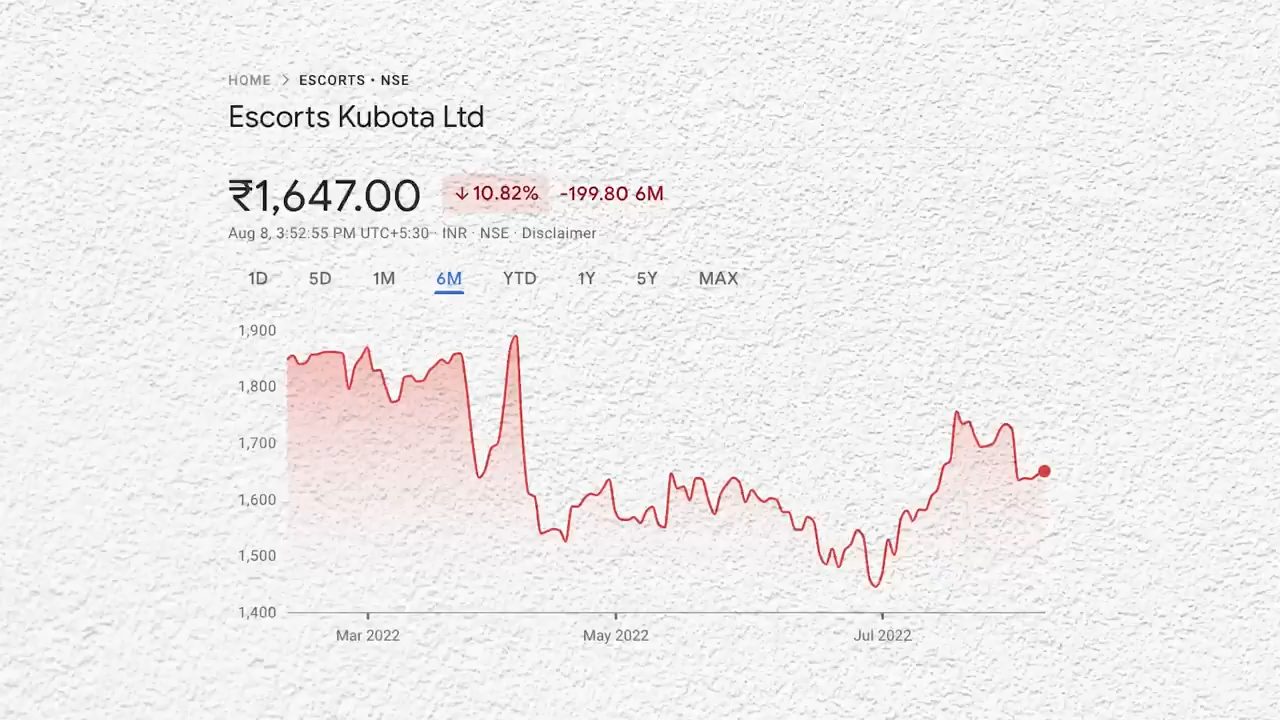 HOME > ESCORTS • NSE
Escorts Kubota Ltd
₹1,647.00 ↓10.82% -199.80 6M
Aug 8, 3:52:55 PM UTC+5:30 · INR · NSE · Disclaimer
1D 5D 1M 6M YTD 1Y 5Y MAX
1,900
1,800
1,700
1,600
1,500
1,400
Mar 2022 May 2022 Jul 2022